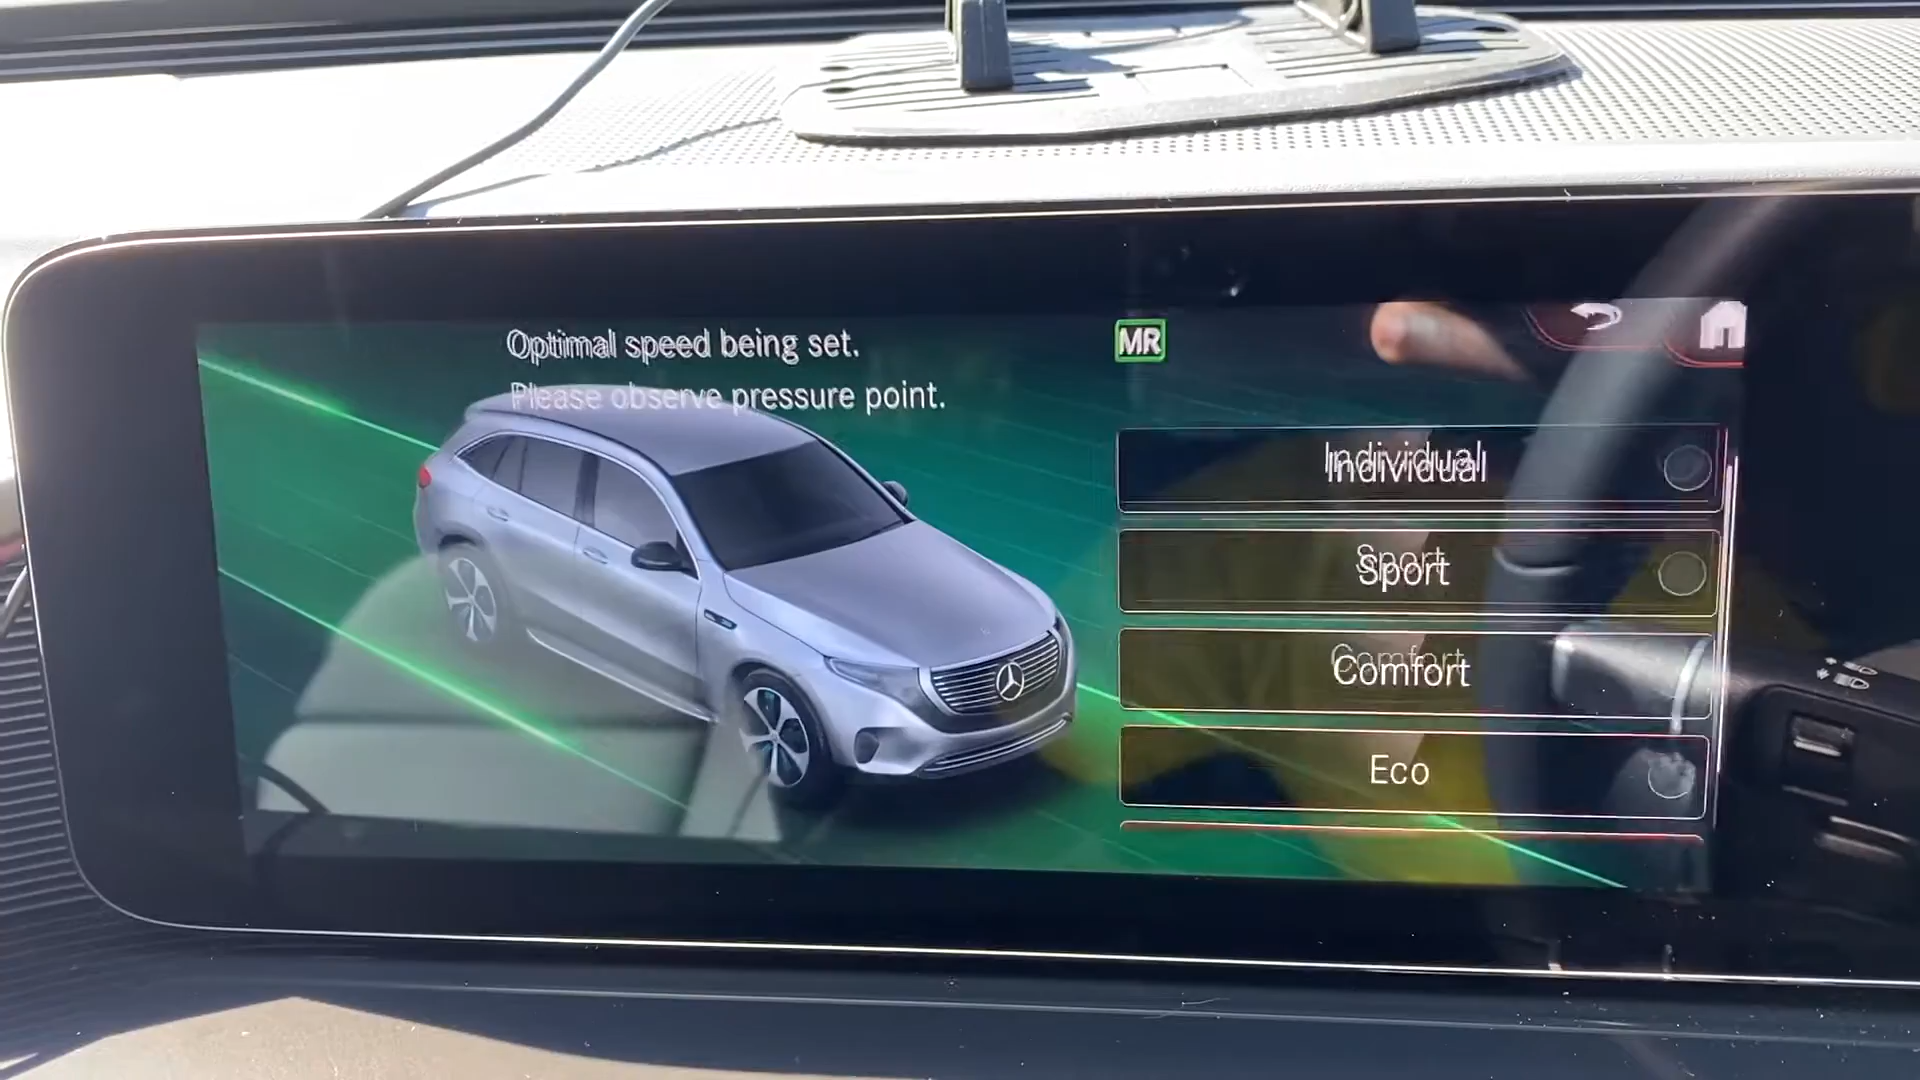 Optimal speed being set.
Please observe pressure point.
MR
Individual
Sport
Comfort
Eco